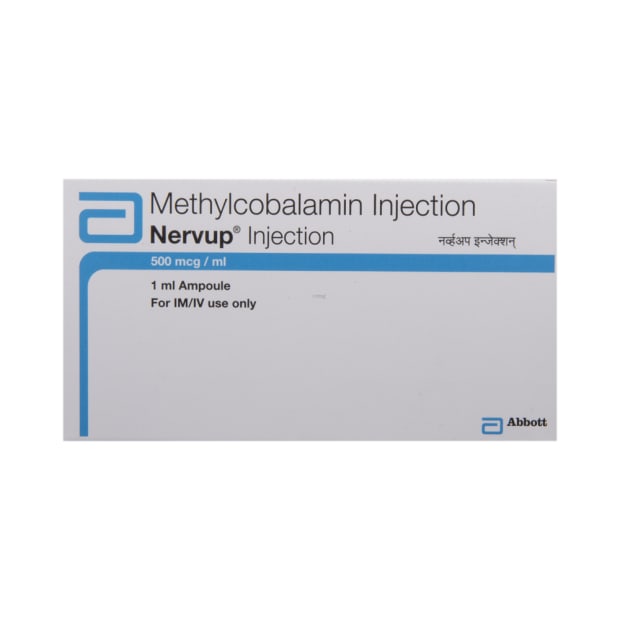 Methylcobalamin Injection
Nervup® Injection
नर्व्हअप इन्जेक्शन्
500 mcg / ml
1 ml Ampoule
For IM/IV use only
Abbott